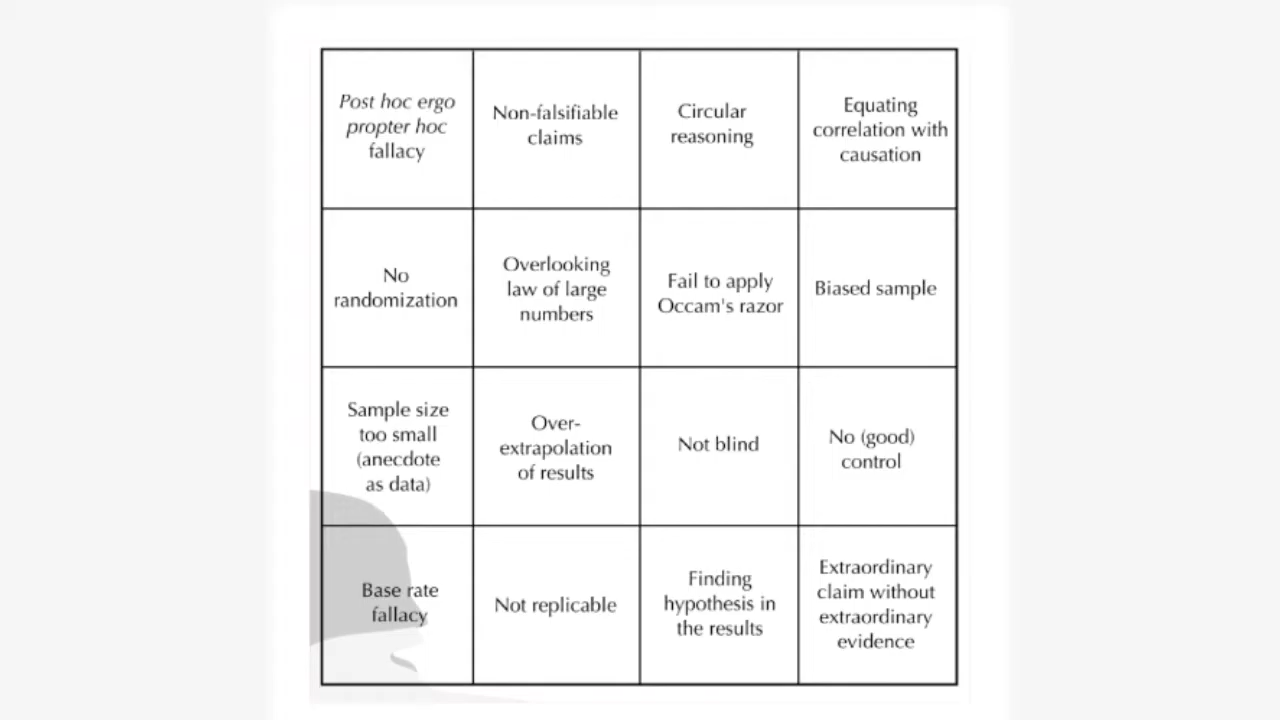 Post hoc ergo
propter hoc
fallacy
Non-falsifiable
claims
Circular
reasoning
Equating
correlation with
causation
No
randomization
Overlooking
law of large
numbers
Fail to apply
Occam's razor
Biased sample
Sample size
too small
(anecdote
as data)
Over-
extrapolation
of results
Not blind
No (good)
control
Base rate
fallacy
Not replicable
Finding
hypothesis in
the results
Extraordinary
claim without
extraordinary
evidence